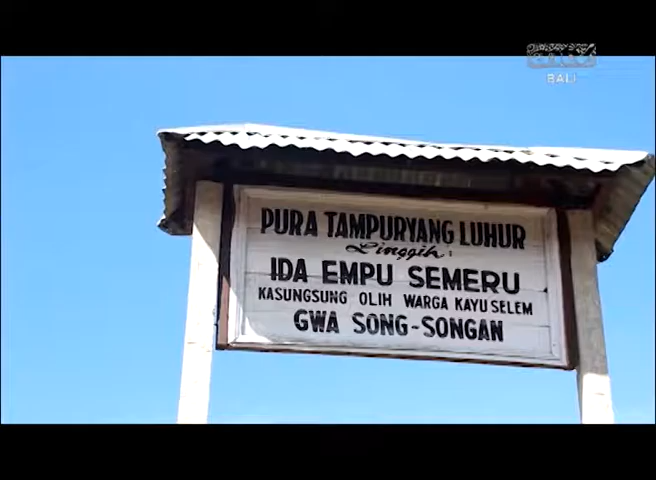 BALI
PURA TAMPURYANG LUHUR
Linggih :
IDA EMPU SEMERU
KASUNGSUNG OLIH WARGA KAYU SELEM
GWA SONG-SONGAN